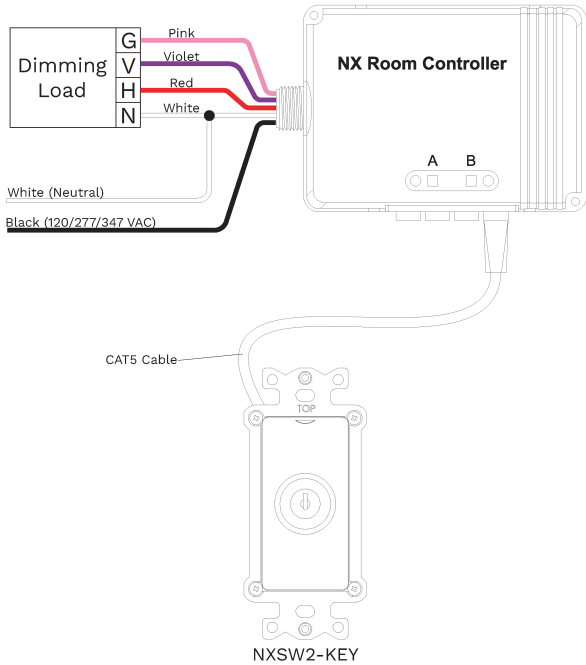 Dimming
Load
G
V
H
N
Pink
Violet
Red
White
NX Room Controller
A B
White (Neutral)
Black (120/277/347 VAC)
CAT5 Cable
TOP
NXSW2-KEY